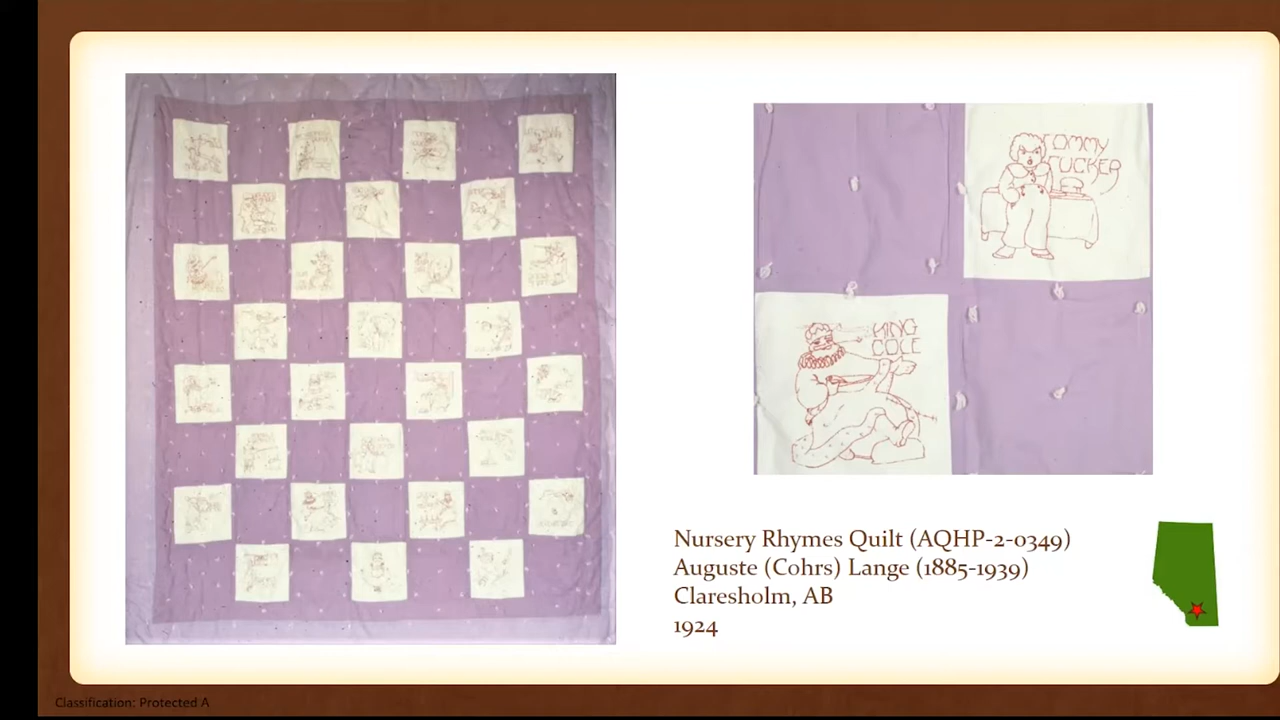 TOMMY
TUCKER
KING
COLE
Nursery Rhymes Quilt (AQHP-2-0349)
Auguste (Cohrs) Lange (1885-1939)
Claresholm, AB
1924
Classification: Protected A